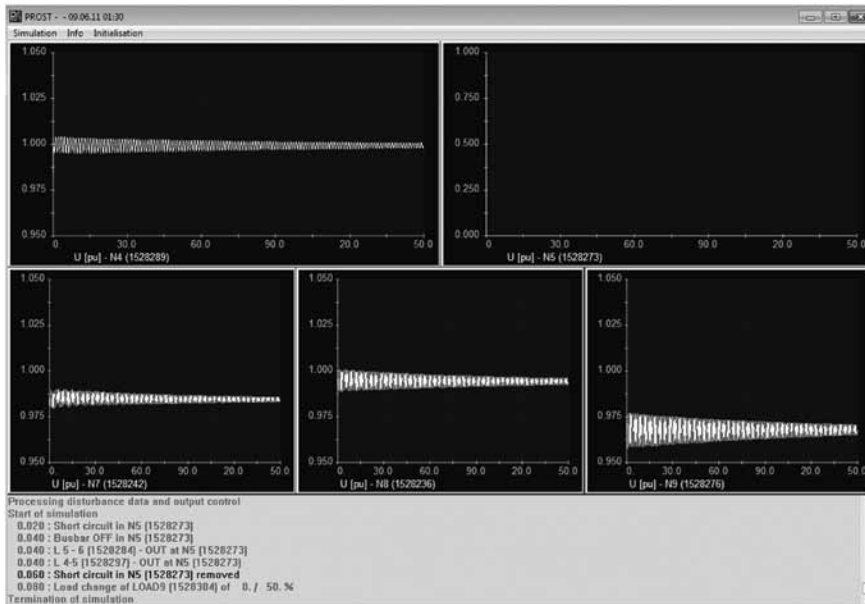 PROST - - 09.06.11 01:30
Simulation Info Initialisation
1.050
1.025
1.000
0.975
0.950
0 30.0 60.0 90.0 20.0 50.0
U [pu] - N4 (1528289)
1.000
0.750
0.500
0.250
0.000
0. 30.0 60.0 90.0 20.0 50.0
U [pu] - N5 (1528273)
1.050
1.025
1.000
0.975
0.950
0. 30.0 60.0 90.0 20.0 50.0
U [pu] - N7 (1528242)
1.050
1.025
1.000
0.975
0.950
0. 30.0 60.0 90.0 20.0 50.0
U [pu] - N8 (1528236)
1.050
1.025
1.000
0.975
0.950
0. 30.0 60.0 90.0 20.0 50.0
U [pu] - N9 (1528276)
Processing disturbance data and output control
Start of simulation
0.020 : Short circuit in N5 (1528273)
0.040 : Busbar OFF in N5 (1528273)
0.040 : L 5 - 6 (1528284) - OUT at N5 (1528273)
0.040 : L 4-5 (1528297) - OUT at N5 (1528273)
0.060 : Short circuit in N5 (1528273) removed
0.080 : Load change of LOAD9 (1528304) of 0. / 50. %
Termination of simulation